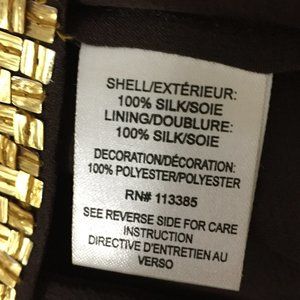 SHELL/EXTÉRIEUR:
100% SILK/SOIE
LINING/DOUBLURE:
100% SILK/SOIE
DECORATION/DÉCORATION:
100% POLYESTER/POLYESTER
RN# 113385
SEE REVERSE SIDE FOR CARE
INSTRUCTION
DIRECTIVE D'ENTRETIEN AU
VERSO